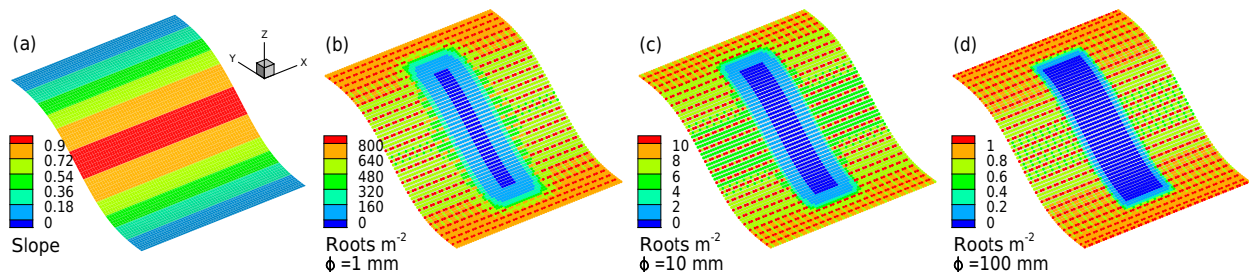 (a)
Z
Y
X
0.9
0.72
0.54
0.36
0.18
0
Slope
(b)
800
640
480
320
160
0
Roots m⁻²
ϕ =1 mm
(c)
10
8
6
4
2
0
Roots m⁻²
ϕ =10 mm
(d)
1
0.8
0.6
0.4
0.2
0
Roots m⁻²
ϕ =100 mm